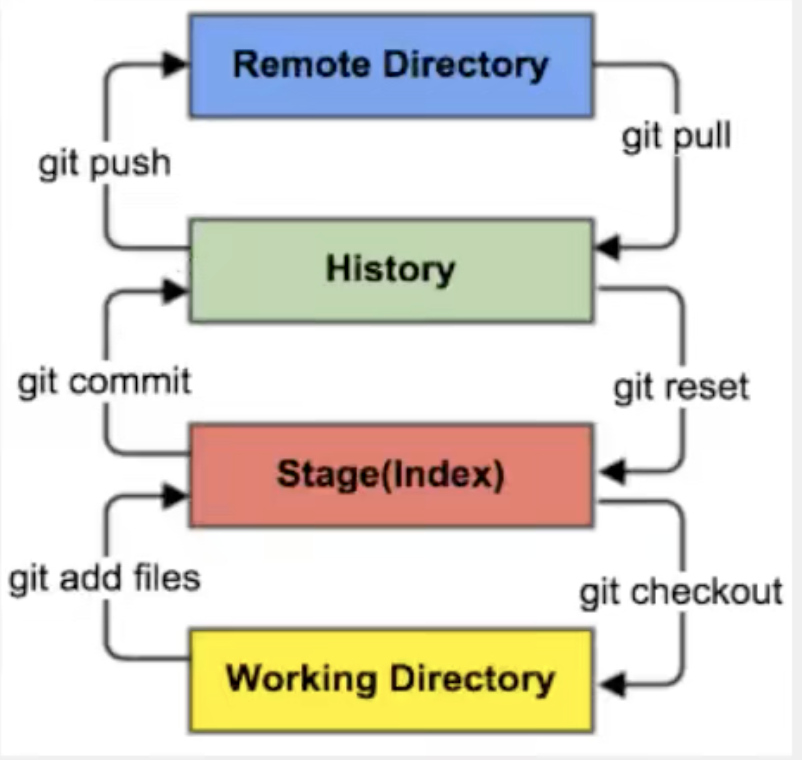 Remote Directory
git pull
git push
History
git commit
git reset
Stage(Index)
git add files
git checkout
Working Directory